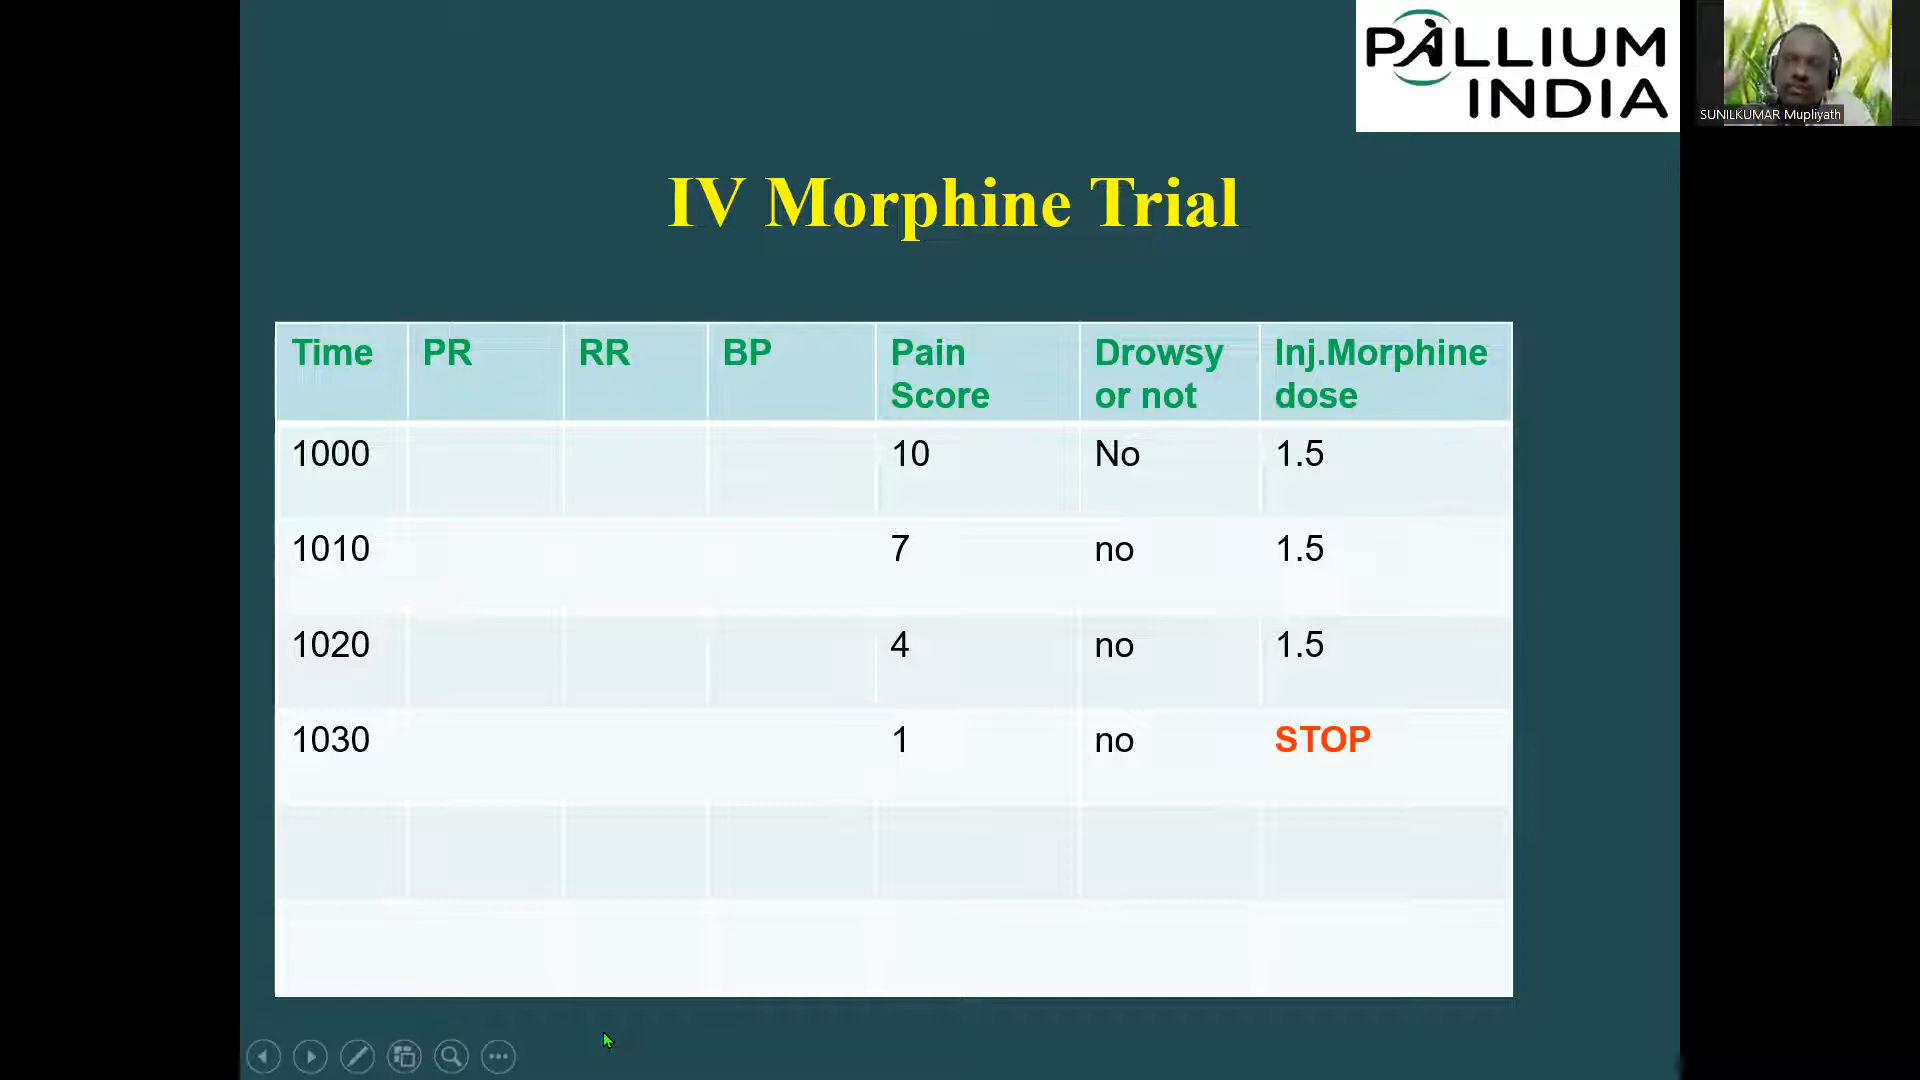 PALLIUM
INDIA
SUNILKUMAR Mupliyath
IV Morphine Trial
Time PR RR BP Pain Score Drowsy or not Inj.Morphine dose
1000 10 No 1.5
1010 7 no 1.5
1020 4 no 1.5
1030 1 no STOP